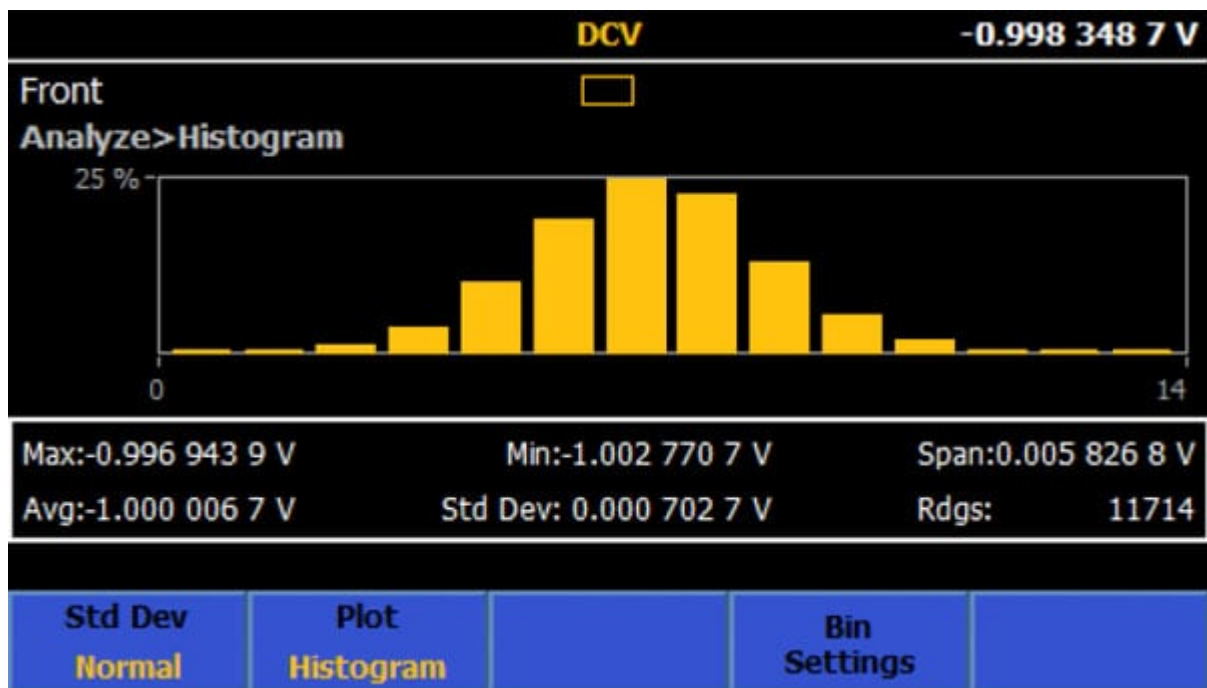 DCV -0.998 348 7 V
Front
Analyze>Histogram
25 %
0 14
Max:-0.996 943 9 V Min:-1.002 770 7 V Span:0.005 826 8 V
Avg:-1.000 006 7 V Std Dev: 0.000 702 7 V Rdgs: 11714
Std Dev Plot Bin
Normal Histogram Settings